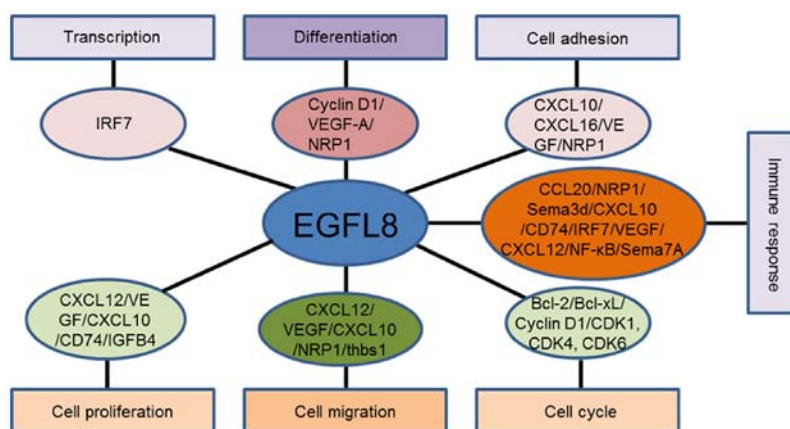 Transcription
Differentiation
Cell adhesion
IRF7
Cyclin D1/
VEGF-A/
NRP1
CXCL10/
CXCL16/VE
GF/NRP1
EGFL8
CCL20/NRP1/
Sema3d/CXCL10
/CD74/IRF7/VEGF/
CXCL12/NF-κB/Sema7A
Immune response
CXCL12/VE
GF/CXCL10
/CD74/IGFB4
CXCL12/
VEGF/CXCL10
/NRP1/thbs1
Bcl-2/Bcl-xL/
Cyclin D1/CDK1,
CDK4, CDK6
Cell proliferation
Cell migration
Cell cycle